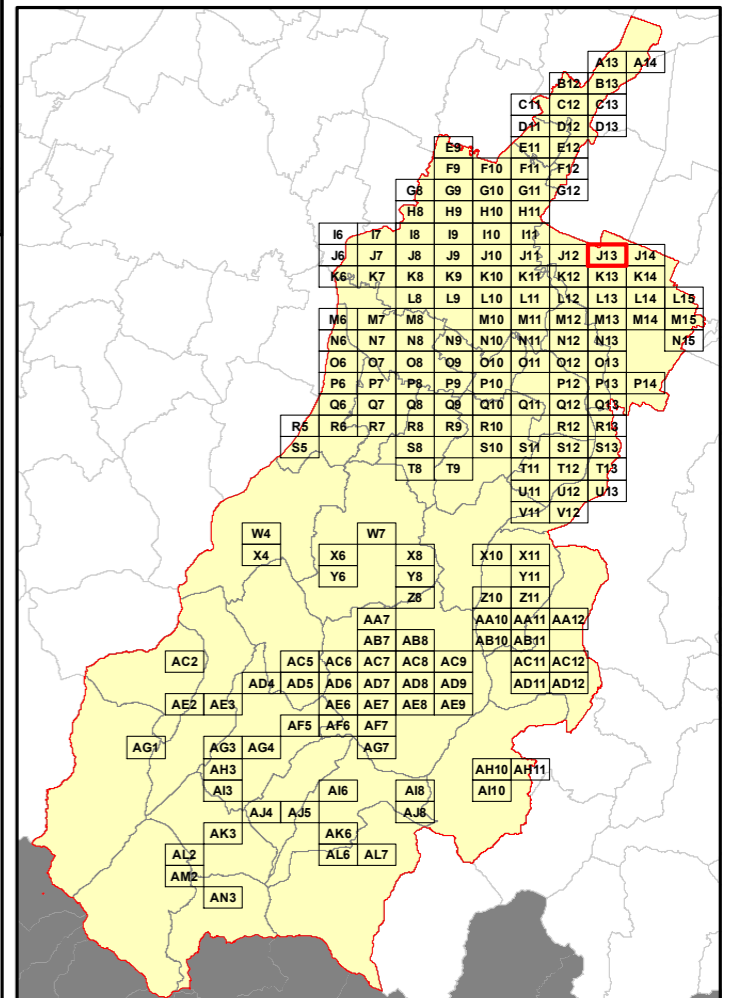 A13 A14
B12 B13
C11 C12 C13
D11 D12 D13
E9 E11 E12
F9 F10 F11 F12
G8 G9 G10 G11 G12
H8 H9 H10 H11
I6 I7 I8 I9 I10 I11
J6 J7 J8 J9 J10 J11 J12 J13 J14
K6 K7 K8 K9 K10 K11 K12 K13 K14
L8 L9 L10 L11 L12 L13 L14 L15
M6 M7 M8 M10 M11 M12 M13 M14 M15
N6 N7 N8 N9 N10 N11 N12 N13 N15
O6 O7 O8 O9 O10 O11 O12 O13
P6 P7 P8 P9 P10 P12 P13 P14
Q6 Q7 Q8 Q9 Q10 Q11 Q12 Q13
R5 R6 R7 R8 R9 R10 R12 R13
S5 S8 S10 S11 S12 S13
T8 T9 T11 T12 T13
U11 U12 U13
V11 V12
W4 W7
X4 X6 X8 X10 X11
Y6 Y8 Y11
Z8 Z10 Z11
AA7 AA10 AA11 AA12
AB7 AB8 AB10 AB11
AC2 AC5 AC6 AC7 AC8 AC9 AC11 AC12
AD4 AD5 AD6 AD7 AD8 AD9 AD11 AD12
AE2 AE3 AE6 AE7 AE8 AE9
AF5 AF6 AF7
AG1 AG3 AG4 AG7
AH3 AH10 AH11
AI3 AI6 AI8 AI10
AJ4 AJ5 AJ8
AK3 AK6
AL2 AL6 AL7
AM2
AN3